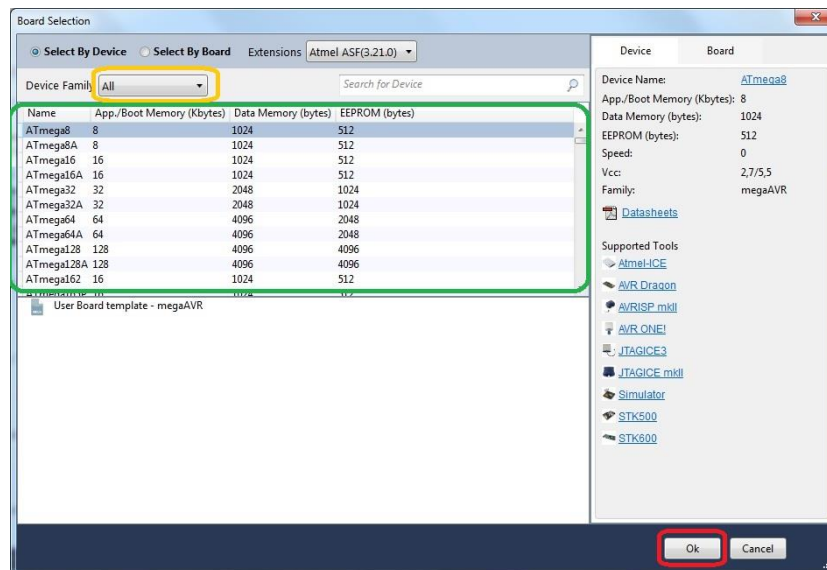 Board Selection
Select By Device Select By Board Extensions Atmel ASF(3.21.0)
Device Family All Search for Device
Name App./Boot Memory (Kbytes) Data Memory (bytes) EEPROM (bytes)
ATmega8 8 1024 512
ATmega8A 8 1024 512
ATmega16 16 1024 512
ATmega16A 16 1024 512
ATmega32 32 2048 1024
ATmega32A 32 2048 1024
ATmega64 64 4096 2048
ATmega64A 64 4096 2048
ATmega128 128 4096 4096
ATmega128A 128 4096 4096
ATmega162 16 1024 512
User Board template - megaAVR
Device Board
Device Name: ATmega8
App./Boot Memory (Kbytes): 8
Data Memory (bytes): 1024
EEPROM (bytes): 512
Speed: 0
Vcc: 2,7/5,5
Family: megaAVR
Datasheets
Supported Tools
Atmel-ICE
AVR Dragon
AVRISP mkII
AVR ONE!
JTAGICE3
JTAGICE mkII
Simulator
STK500
STK600
Ok Cancel